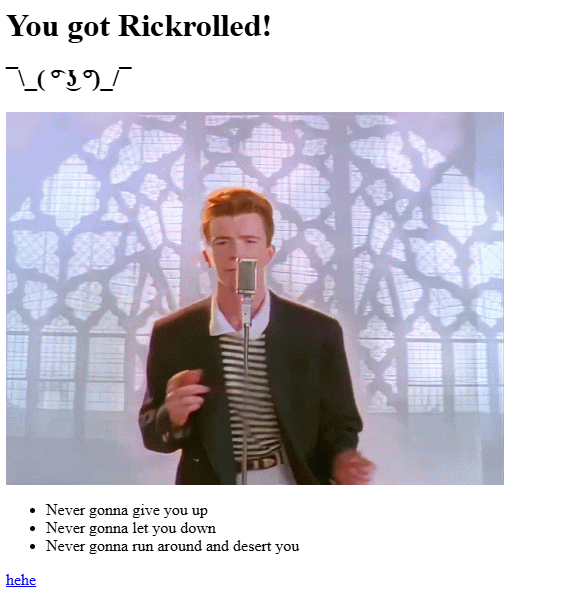 You got Rickrolled!
¯\_( ͡° ͜ʖ ͡°)_/¯
• Never gonna give you up
• Never gonna let you down
• Never gonna run around and desert you
hehe